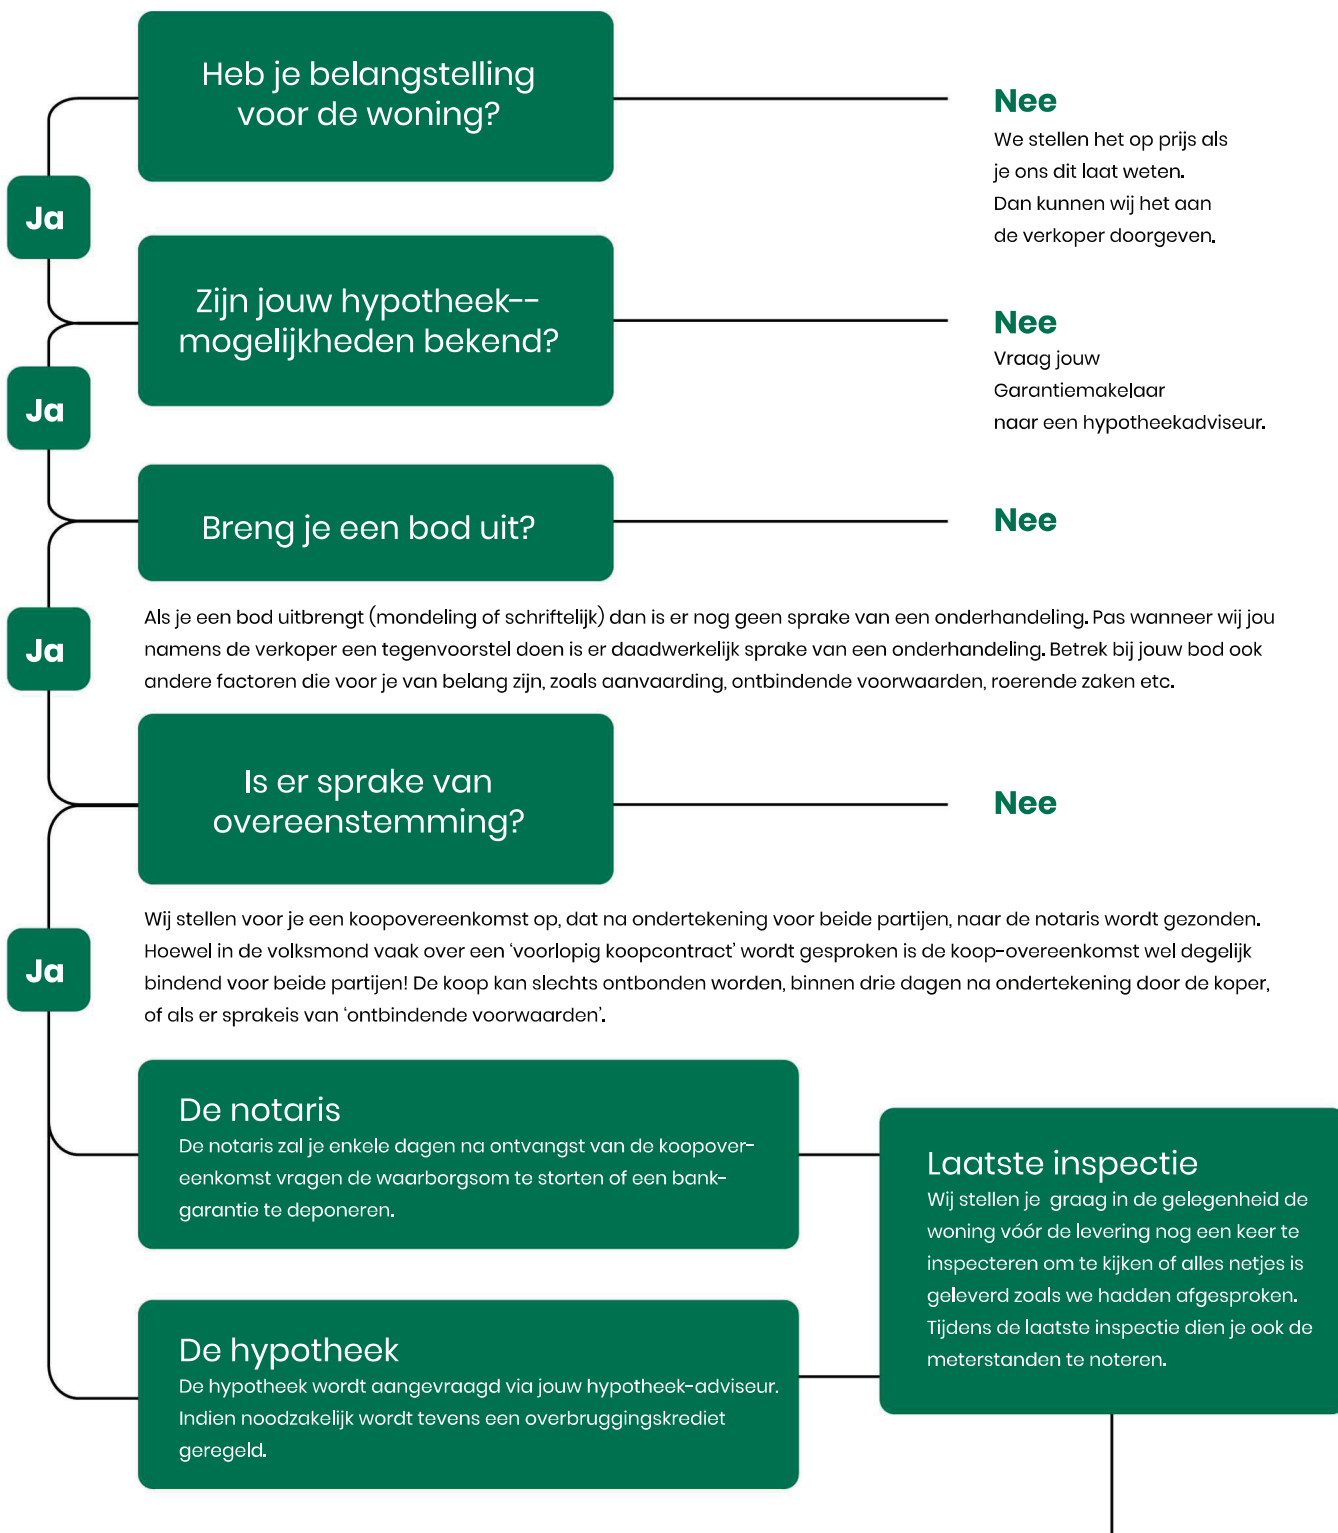 Heb je belangstelling
voor de woning?
Nee
We stellen het op prijs als
je ons dit laat weten.
Dan kunnen wij het aan
de verkoper doorgeven.
Ja
Zijn jouw hypotheek--
mogelijkheden bekend?
Nee
Vraag jouw
Garantiemakelaar
naar een hypotheekadviseur.
Ja
Breng je een bod uit?
Nee
Als je een bod uitbrengt (mondeling of schriftelijk) dan is er nog geen sprake van een onderhandeling. Pas wanneer wij jou
namens de verkoper een tegenvoorstel doen is er daadwerkelijk sprake van een onderhandeling. Betrek bij jouw bod ook
andere factoren die voor je van belang zijn, zoals aanvaarding, ontbindende voorwaarden, roerende zaken etc.
Ja
Is er sprake van
overeenstemming?
Nee
Wij stellen voor je een koopovereenkomst op, dat na ondertekening voor beide partijen, naar de notaris wordt gezonden.
Hoewel in de volksmond vaak over een ‘voorlopig koopcontract’ wordt gesproken is de koop-overeenkomst wel degelijk
bindend voor beide partijen! De koop kan slechts ontbonden worden, binnen drie dagen na ondertekening door de koper,
of als er sprakeis van ‘ontbindende voorwaarden’.
Ja
De notaris
De notaris zal je enkele dagen na ontvangst van de koopover-
eenkomst vragen de waarborgsom te storten of een bank-
garantie te deponeren.
Laatste inspectie
Wij stellen je graag in de gelegenheid de
woning vóór de levering nog een keer te
inspecteren om te kijken of alles netjes is
geleverd zoals we hadden afgesproken.
Tijdens de laatste inspectie dien je ook de
meterstanden te noteren.
De hypotheek
De hypotheek wordt aangevraagd via jouw hypotheek-adviseur.
Indien noodzakelijk wordt tevens een overbruggingskrediet
geregeld.